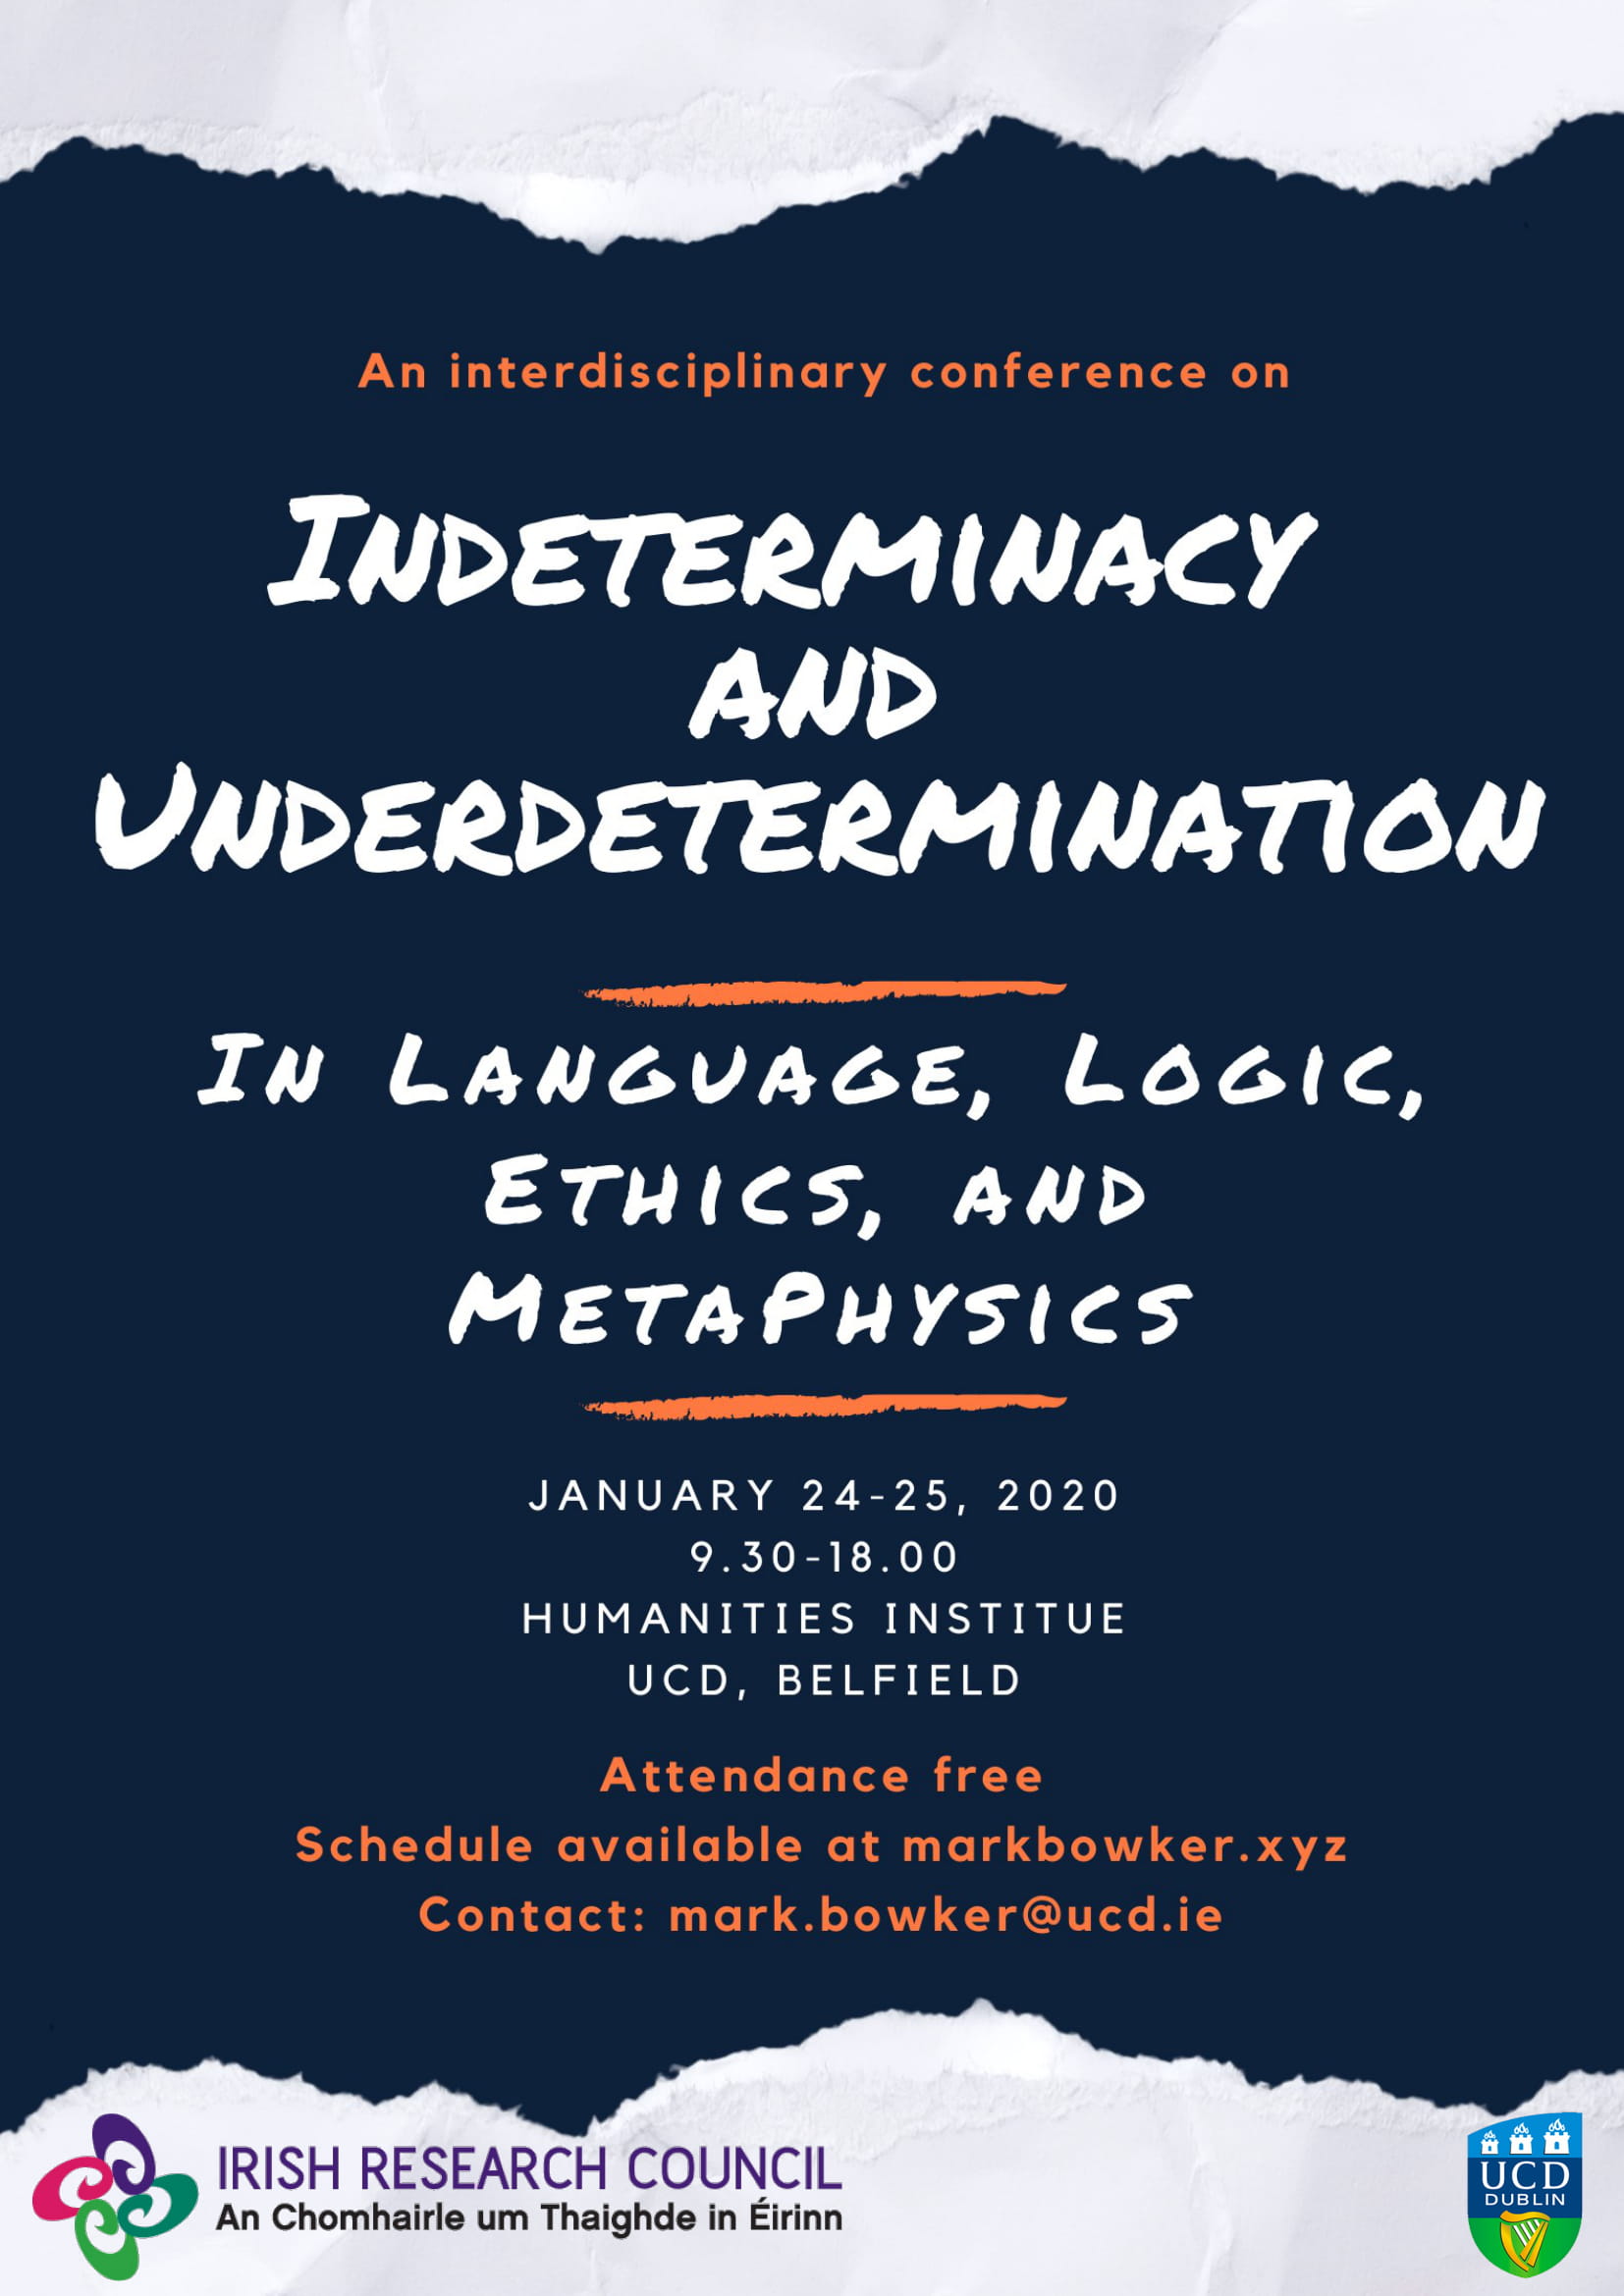 An interdisciplinary conference on
Indeterminacy
and
Underdetermination
In Language, Logic,
Ethics, and
MetaPhysics
JANUARY 24-25, 2020
9.30-18.00
HUMANITIES INSTITUE
UCD, BELFIELD
Attendance free
Schedule available at markbowker.xyz
Contact: mark.bowker@ucd.ie
IRISH RESEARCH COUNCIL
An Chomhairle um Thaighde in Éirinn
UCD
DUBLIN